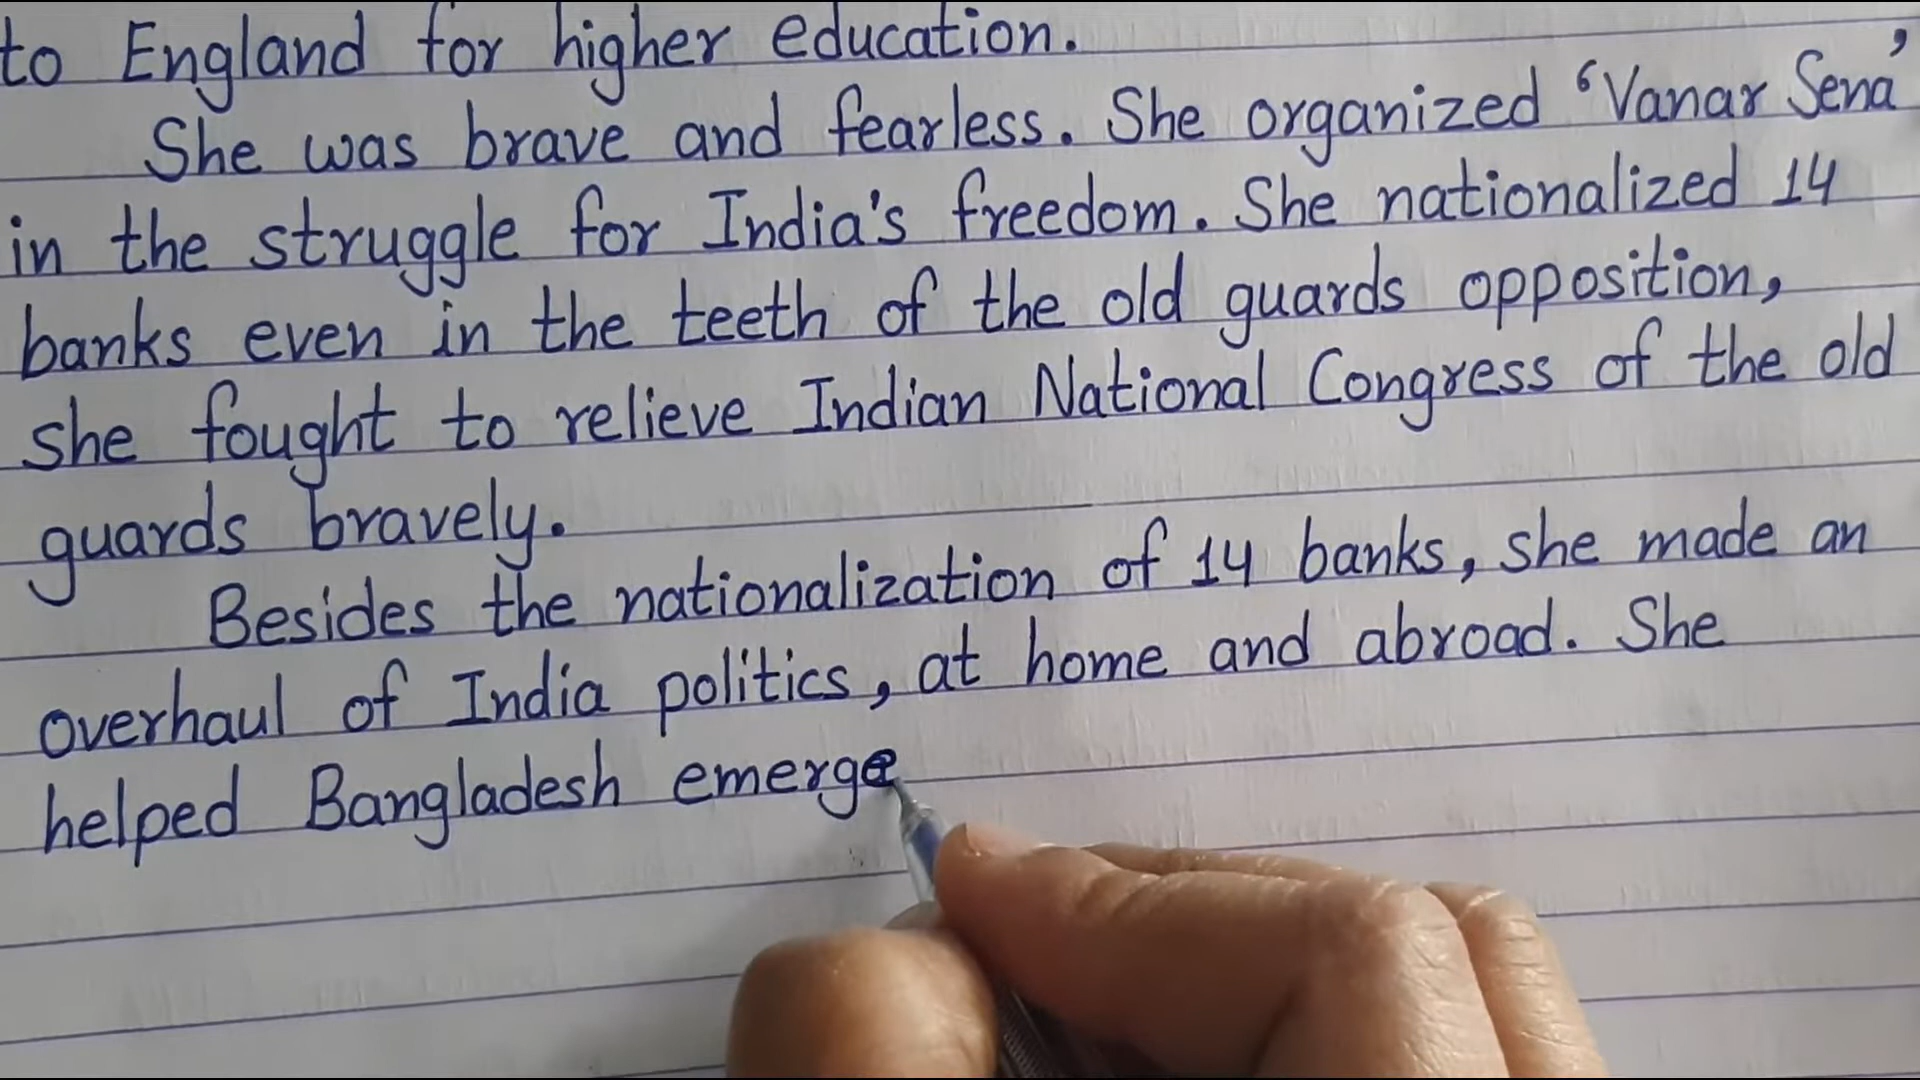 to England for higher education.
She was brave and fearless. She organized 'Vanar Sena'
in the struggle for India's freedom. She nationalized 14
banks even in the teeth of the old guards opposition,
she fought to relieve Indian National Congress of the old
guards bravely.
Besides the nationalization of 14 banks, she made an
overhaul of India politics, at home and abroad. She
helped Bangladesh emerge